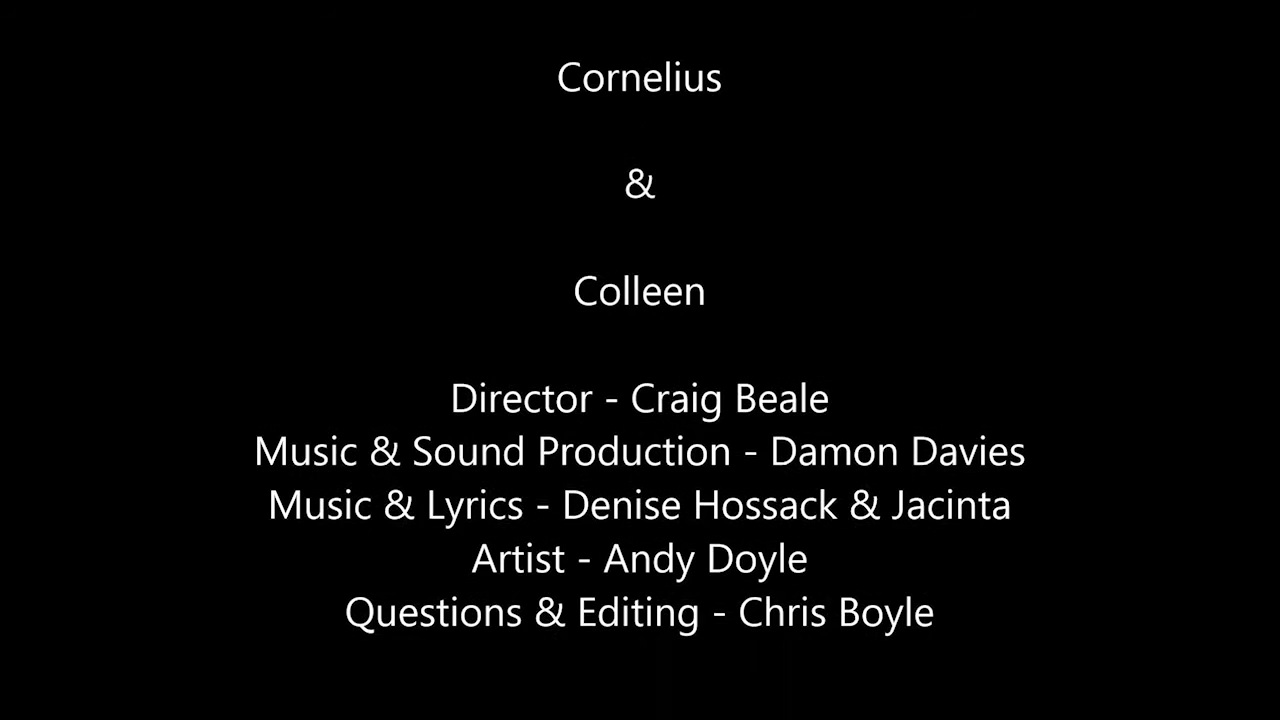 Cornelius
&
Colleen
Director - Craig Beale
Music & Sound Production - Damon Davies
Music & Lyrics - Denise Hossack & Jacinta
Artist - Andy Doyle
Questions & Editing - Chris Boyle